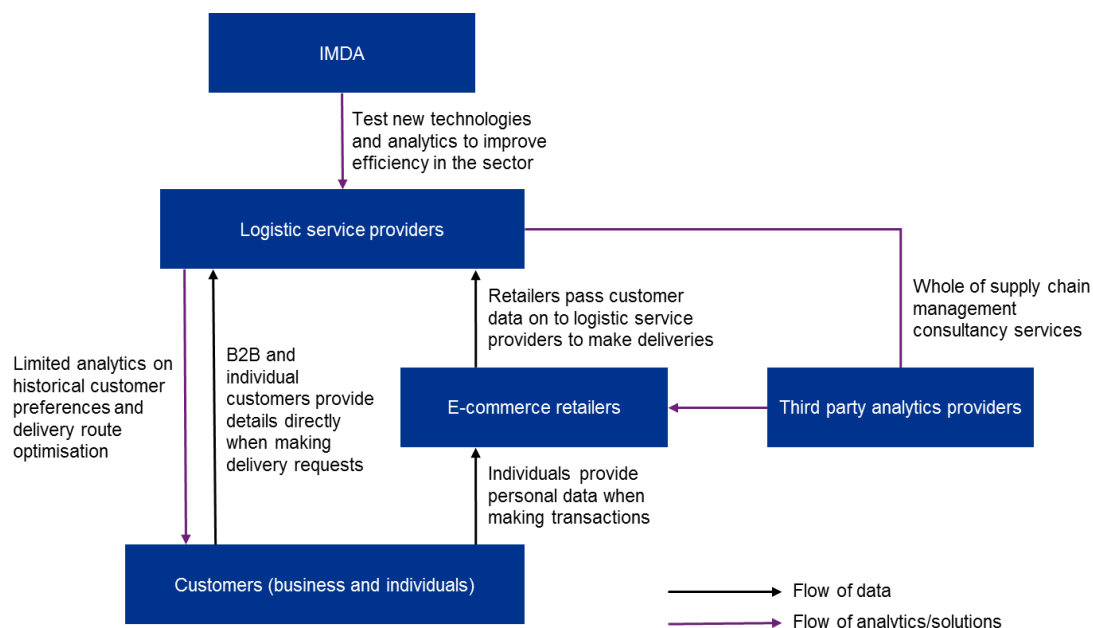 IMDA
Test new technologies
and analytics to improve
efficiency in the sector
Logistic service providers
Retailers pass customer
data on to logistic service
providers to make deliveries
Whole of supply chain
management
consultancy services
Limited analytics on
historical customer
preferences and
delivery route
optimisation
B2B and
individual
customers provide
details directly
when making
delivery requests
E-commerce retailers
Third party analytics providers
Individuals provide
personal data when
making transactions
Customers (business and individuals)
Flow of data
Flow of analytics/solutions